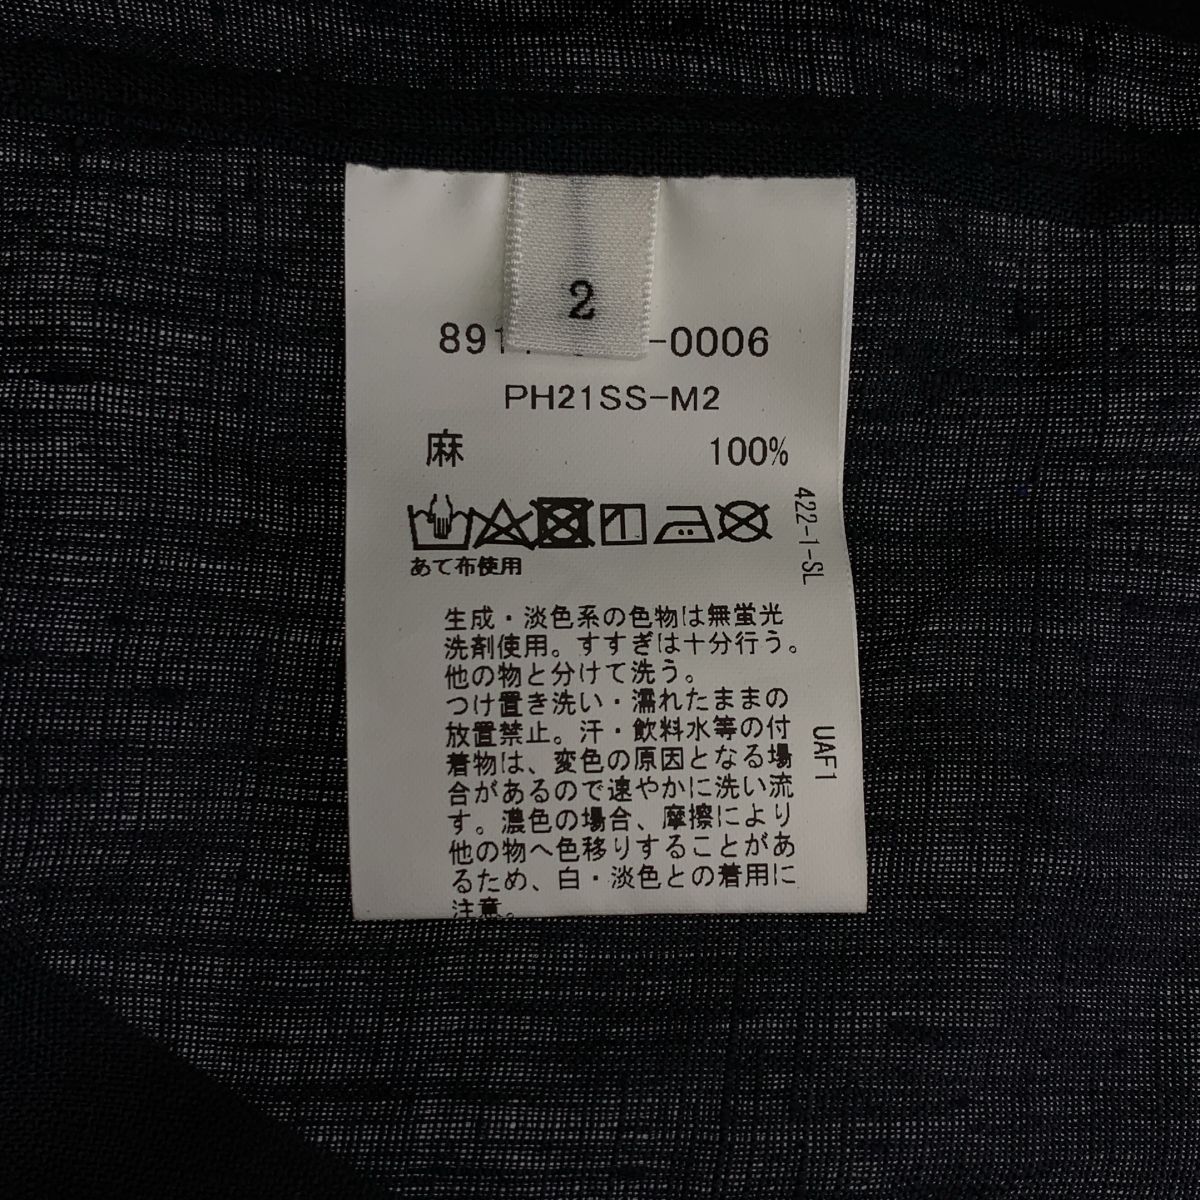 2
-0006
PH21SS-M2
麻 100%
あて布使用
422-1-SL
生成・淡色系の色物は無蛍光
洗剤使用。すすぎは十分行う。
他の物と分けて洗う。
つけ置き洗い・濡れたままの
放置禁止。汗・飲料水等の付
着物は、変色の原因となる場
合があるので速やかに洗い流
す。濃色の場合、摩擦により
他の物へ色移りすることがあ
るため、白・淡色との着用に
注意。
UAF1